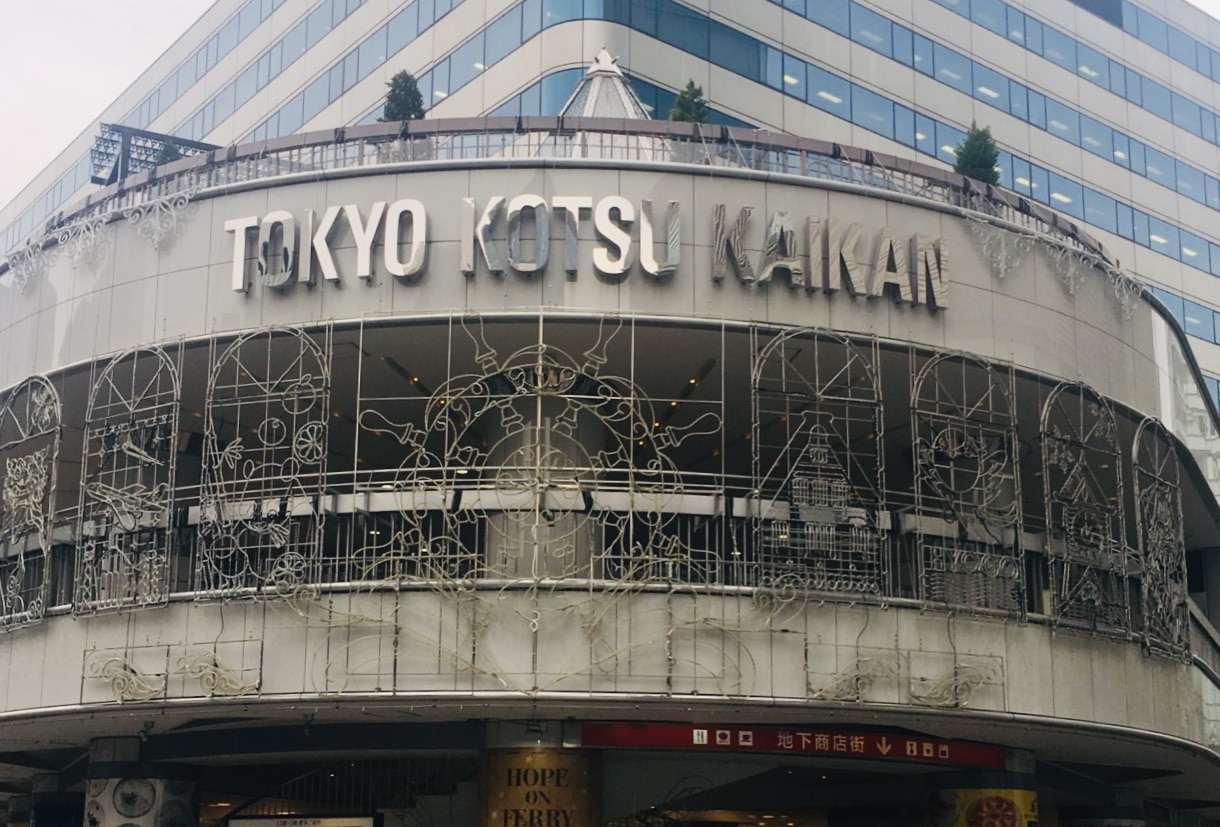 TOKYO KOTSU KAIKAN
地下商店街
HOPE
ON
FERRY